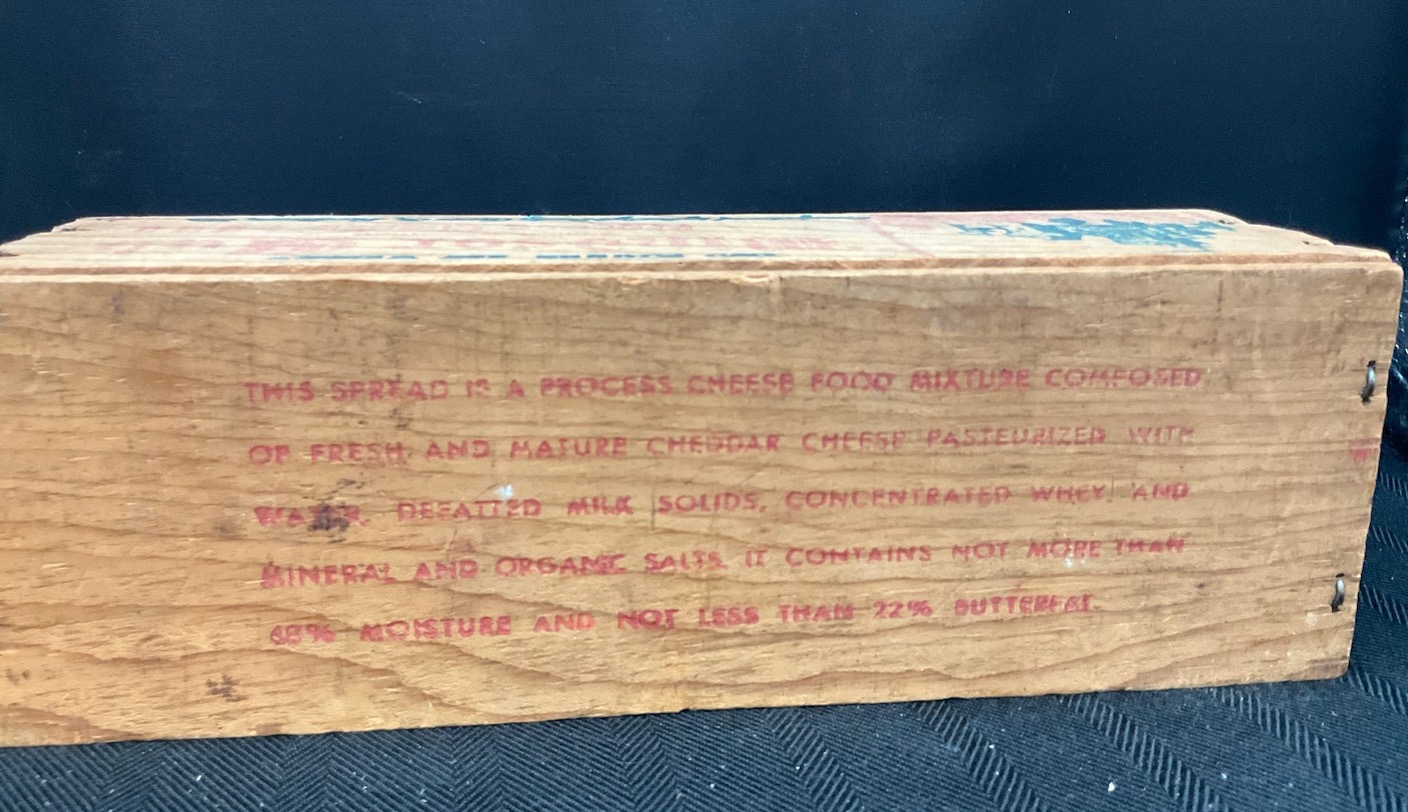 THIS SPREAD IS A PROCESS CHEESE FOOD MIXTURE COMPOSED
OF FRESH AND MATURE CHEDDAR CHEESE PASTEURIZED WITH
WATER, DEFATTED MILK SOLIDS, CONCENTRATED WHEY AND
MINERAL AND ORGANIC SALTS. IT CONTAINS NOT MORE THAN
MOISTURE AND NOT LESS THAN 22% BUTTERFAT.